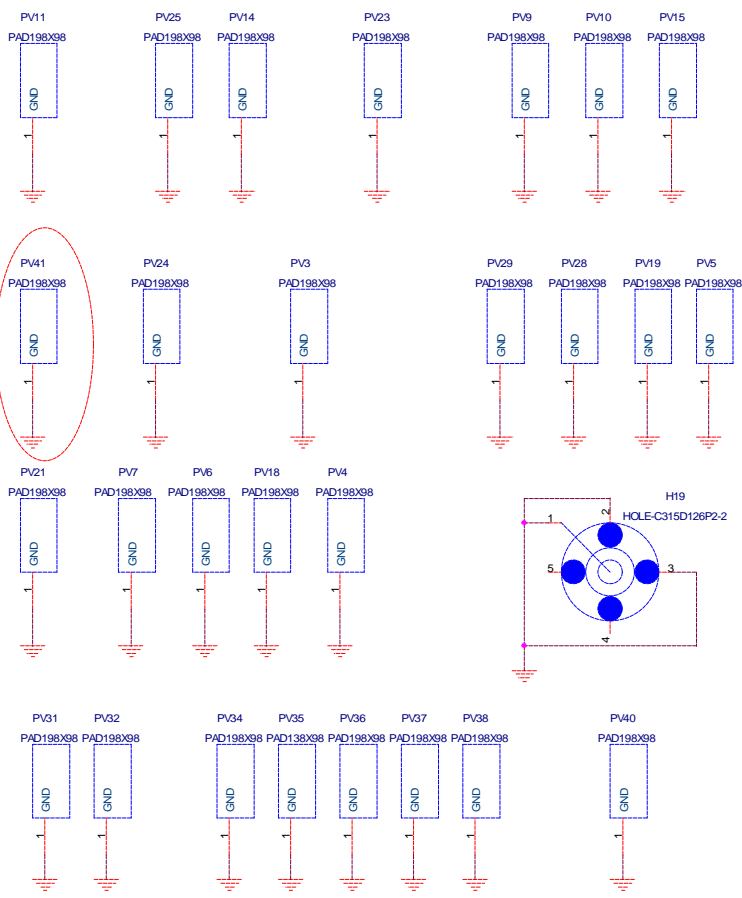 PV11 PV25 PV14 PV23 PV9 PV10 PV15
PAD198X98 PAD198X98 PAD198X98 PAD198X98 PAD198X98 PAD198X98 PAD198X98
GND GND GND GND GND GND GND
1 1 1 1 1 1 1
PV41 PV24 PV3 PV29 PV28 PV19 PV5
PAD198X98 PAD198X98 PAD198X98 PAD198X98 PAD198X98 PAD198X98 PAD198X98
GND GND GND GND GND GND GND
1 1 1 1 1 1 1
PV21 PV7 PV6 PV18 PV4
PAD198X98 PAD198X98 PAD198X98 PAD198X98 PAD198X98
GND GND GND GND GND
1 1 1 1 1
H19
HOLE-C315D126P2-2
1 2
5 3
4
PV31 PV32 PV34 PV35 PV36 PV37 PV38 PV40
PAD198X98 PAD198X98 PAD198X98 PAD138X98 PAD198X98 PAD198X98 PAD198X98 PAD198X98
GND GND GND GND GND GND GND GND
1 1 1 1 1 1 1 1